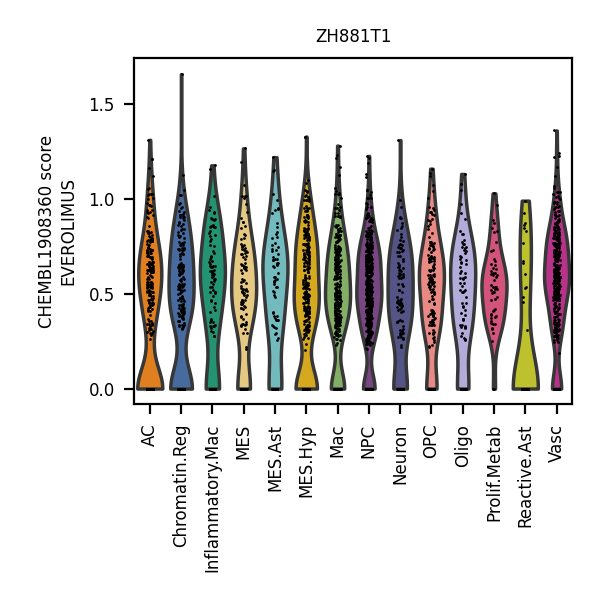 ZH881T1
CHEMBL1908360 score
EVEROLIMUS
1.5
1.0
0.5
0.0
AC
Chromatin.Reg
Inflammatory.Mac
MES
MES.Ast
MES.Hyp
Mac
NPC
Neuron
OPC
Oligo
Prolif.Metab
Reactive.Ast
Vasc